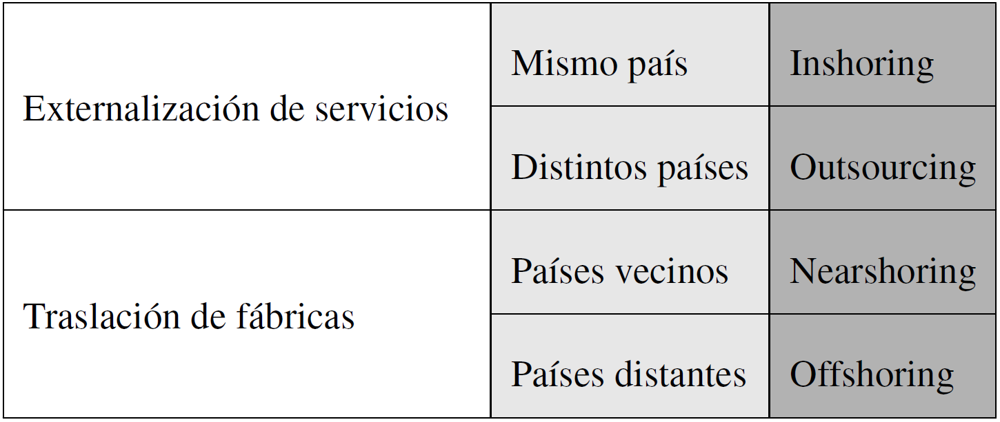 Externalización de servicios
Mismo país
Inshoring
Distintos países
Outsourcing
Traslación de fábricas
Países vecinos
Nearshoring
Países distantes
Offshoring